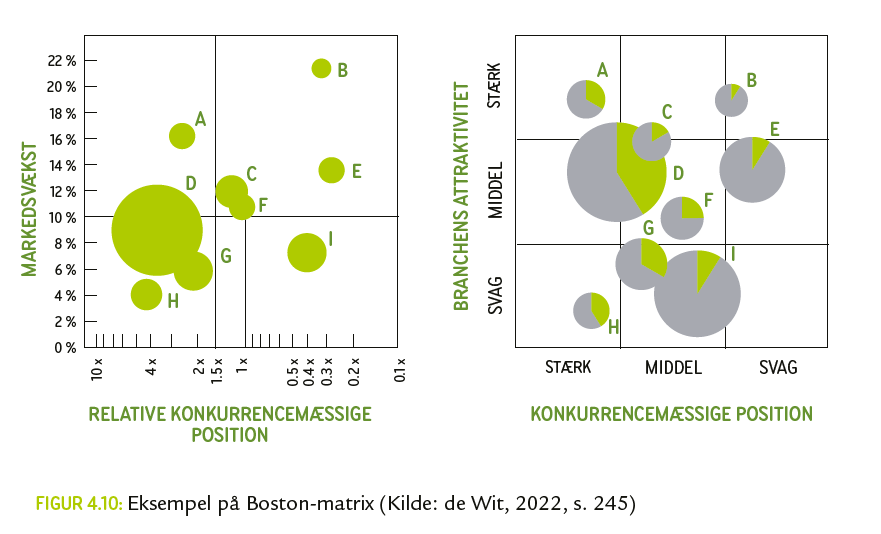 MARKEDSVÆKST
22 %
20 %
18 %
16 %
14 %
12 %
10 %
8 %
6 %
4 %
2 %
0 %
A
B
C
D
E
F
G
H
I
10 x
4 x
2 x
1.5 x
1 x
0.5 x
0.4 x
0.3 x
0.2 x
0.1 x
RELATIVE KONKURRENCEMÆSSIGE
POSITION
BRANCHENS ATTRAKTIVITET
STÆRK
MIDDEL
SVAG
A
B
C
E
D
F
G
I
H
STÆRK
MIDDEL
SVAG
KONKURRENCEMÆSSIGE POSITION
FIGUR 4.10: Eksempel på Boston-matrix (Kilde: de Wit, 2022, s. 245)